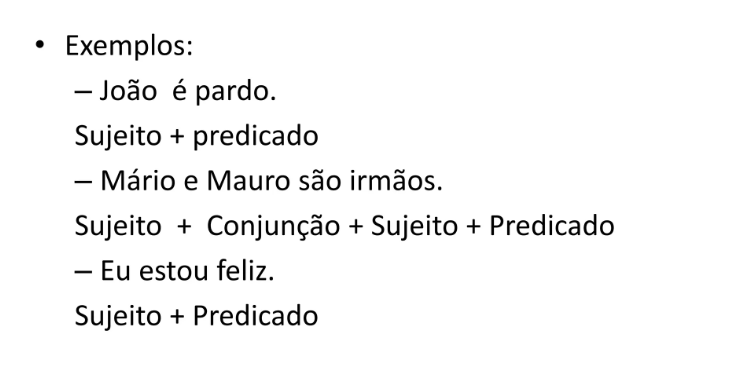 • Exemplos:
– João é pardo.
Sujeito + predicado
– Mário e Mauro são irmãos.
Sujeito + Conjunção + Sujeito + Predicado
– Eu estou feliz.
Sujeito + Predicado